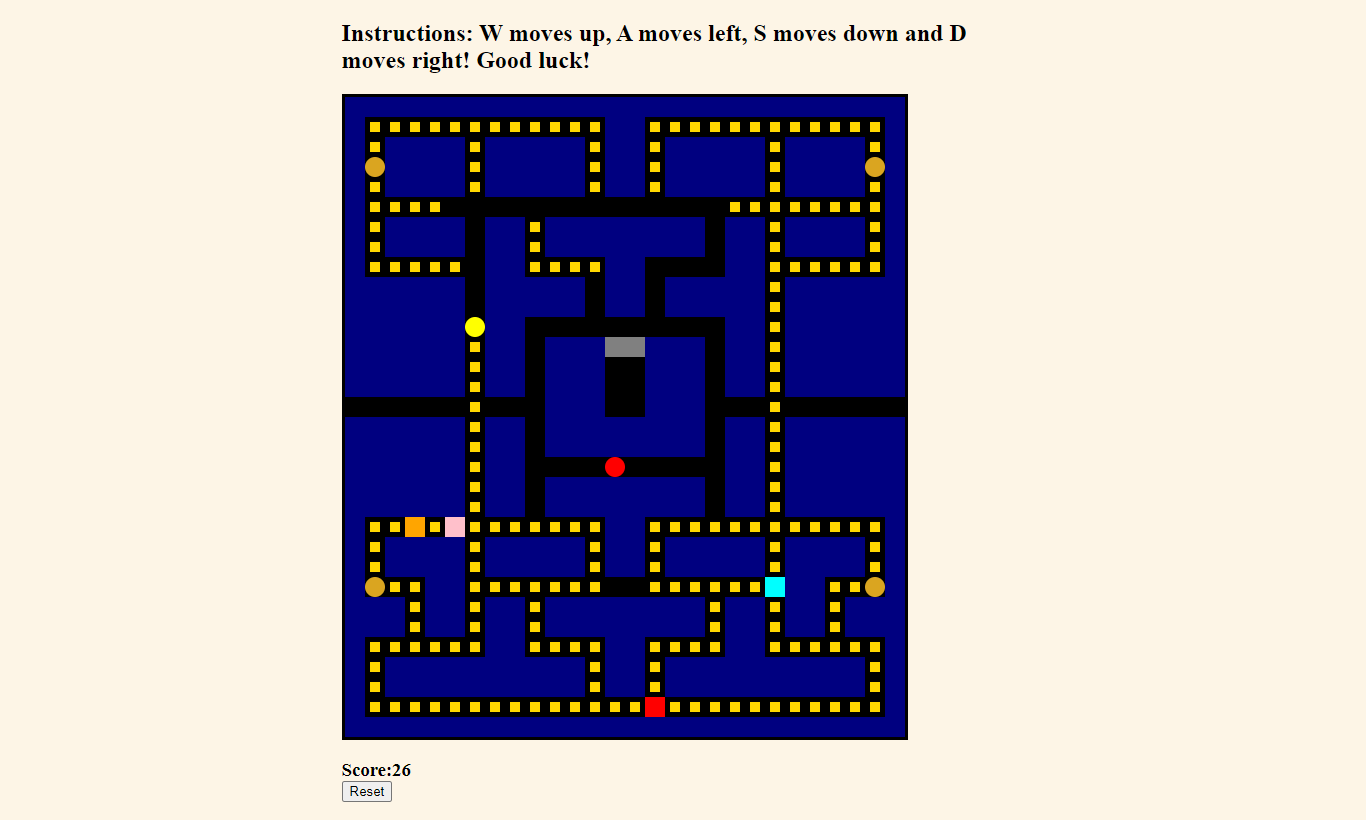 Instructions: W moves up, A moves left, S moves down and D
moves right! Good luck!
Score:26
Reset